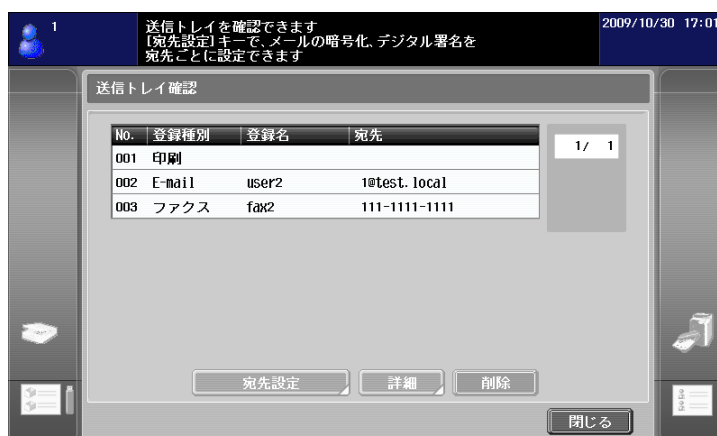 1
送信トレイを確認できます
[宛先設定]キーで、メールの暗号化、デジタル署名を
宛先ごとに設定できます
2009/10/30 17:01
送信トレイ確認
No. 登録種別 登録名 宛先
1/ 1
001 印刷
002 E-mail user2 1@test.local
003 ファクス fax2 111-1111-1111
宛先設定 詳細 削除
閉じる